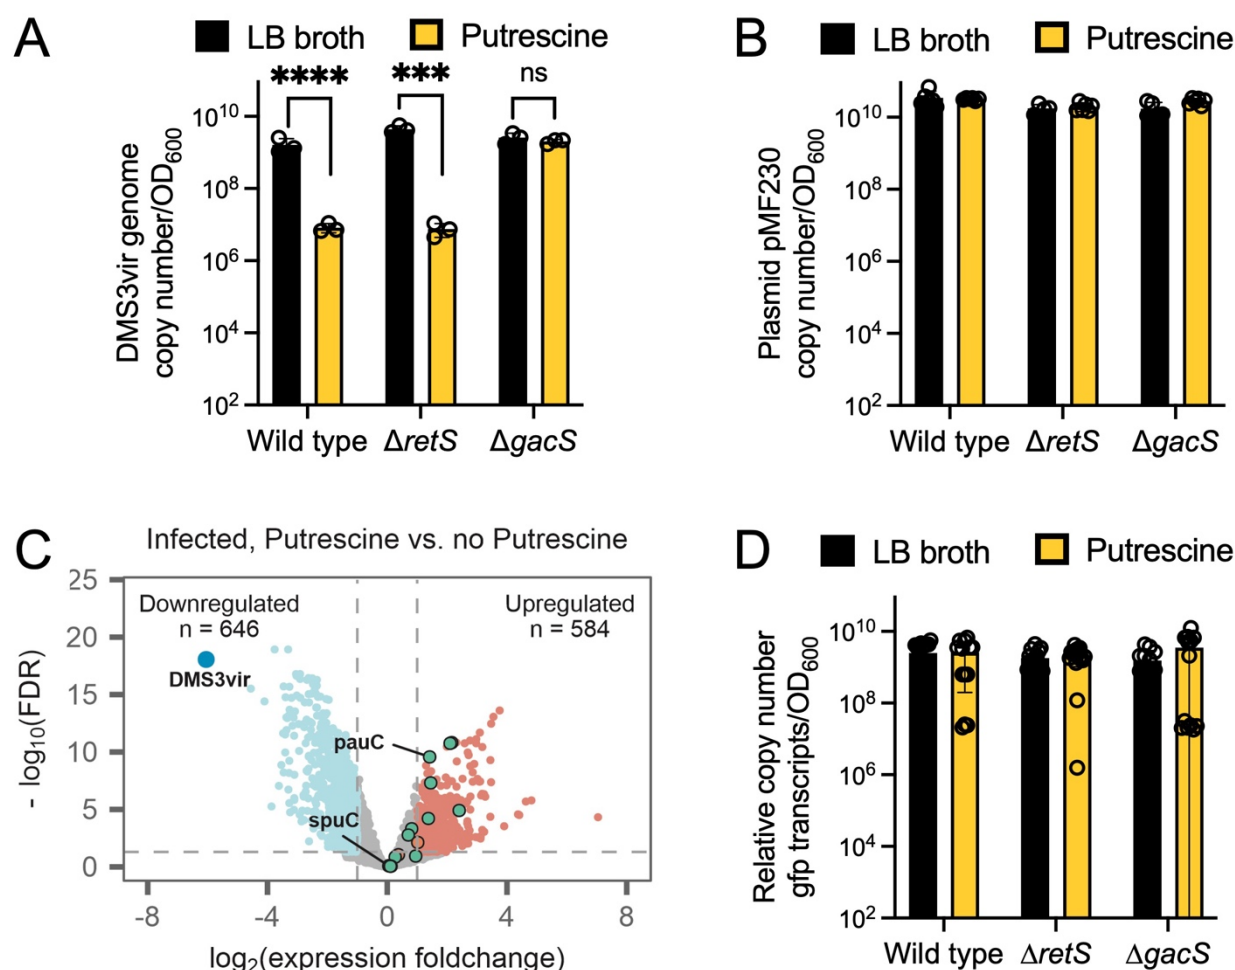 A
LB broth
Putrescine
****
***
ns
DMS3vir genome
copy number/OD600
10^10
10^8
10^6
10^4
10^2
Wild type
ΔretS
ΔgacS
B
LB broth
Putrescine
Plasmid pMF230
copy number/OD600
10^10
10^8
10^6
10^4
10^2
Wild type
ΔretS
ΔgacS
C
Infected, Putrescine vs. no Putrescine
- log10(FDR)
25
20
15
10
5
0
Downregulated
n = 646
Upregulated
n = 584
DMS3vir
pauC
spuC
-8
-4
0
4
8
log2(expression foldchange)
D
LB broth
Putrescine
Relative copy number
gfp transcripts/OD600
10^10
10^8
10^6
10^4
10^2
Wild type
ΔretS
ΔgacS